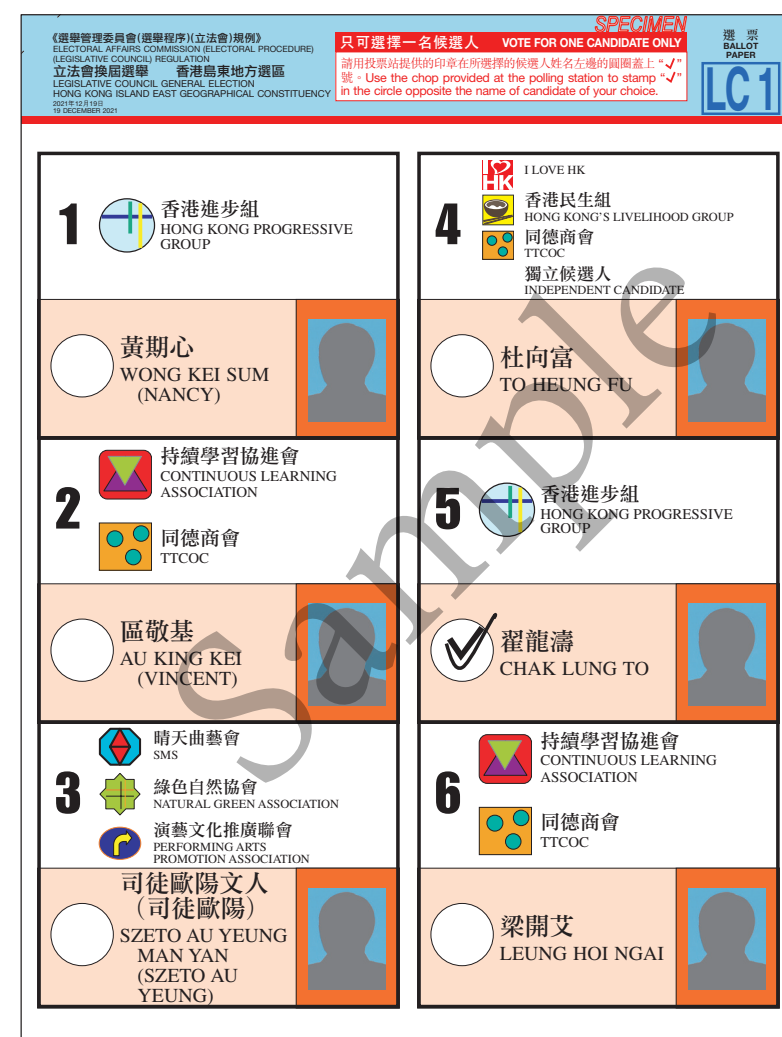 SPECIMEN
《選舉管理委員會(選舉程序)(立法會)規例》
ELECTORAL AFFAIRS COMMISSION (ELECTORAL PROCEDURE)
(LEGISLATIVE COUNCIL) REGULATION
立法會換屆選舉 香港島東地方選區
LEGISLATIVE COUNCIL GENERAL ELECTION
HONG KONG ISLAND EAST GEOGRAPHICAL CONSTITUENCY
2021年12月19日
19 DECEMBER 2021
只可選擇一名候選人 VOTE FOR ONE CANDIDATE ONLY
請用投票站提供的印章在所選擇的候選人姓名左邊的圓圈蓋上 “✓”
號。Use the chop provided at the polling station to stamp “✓”
in the circle opposite the name of candidate of your choice.
選票
BALLOT
PAPER
LC1
1
香港進步組
HONG KONG PROGRESSIVE
GROUP
黃期心
WONG KEI SUM
(NANCY)
2
持續學習協進會
CONTINUOUS LEARNING
ASSOCIATION
同德商會
TTCOC
區敬基
AU KING KEI
(VINCENT)
3
晴天曲藝會
SMS
綠色自然協會
NATURAL GREEN ASSOCIATION
演藝文化推廣聯會
PERFORMING ARTS
PROMOTION ASSOCIATION
司徒歐陽文人
(司徒歐陽)
SZETO AU YEUNG
MAN YAN
(SZETO AU
YEUNG)
4
I HK
I LOVE HK
香港民生組
HONG KONG'S LIVELIHOOD GROUP
同德商會
TTCOC
獨立候選人
INDEPENDENT CANDIDATE
杜向富
TO HEUNG FU
5
香港進步組
HONG KONG PROGRESSIVE
GROUP
翟龍濤
CHAK LUNG TO
6
持續學習協進會
CONTINUOUS LEARNING
ASSOCIATION
同德商會
TTCOC
梁開艾
LEUNG HOI NGAI
Sample